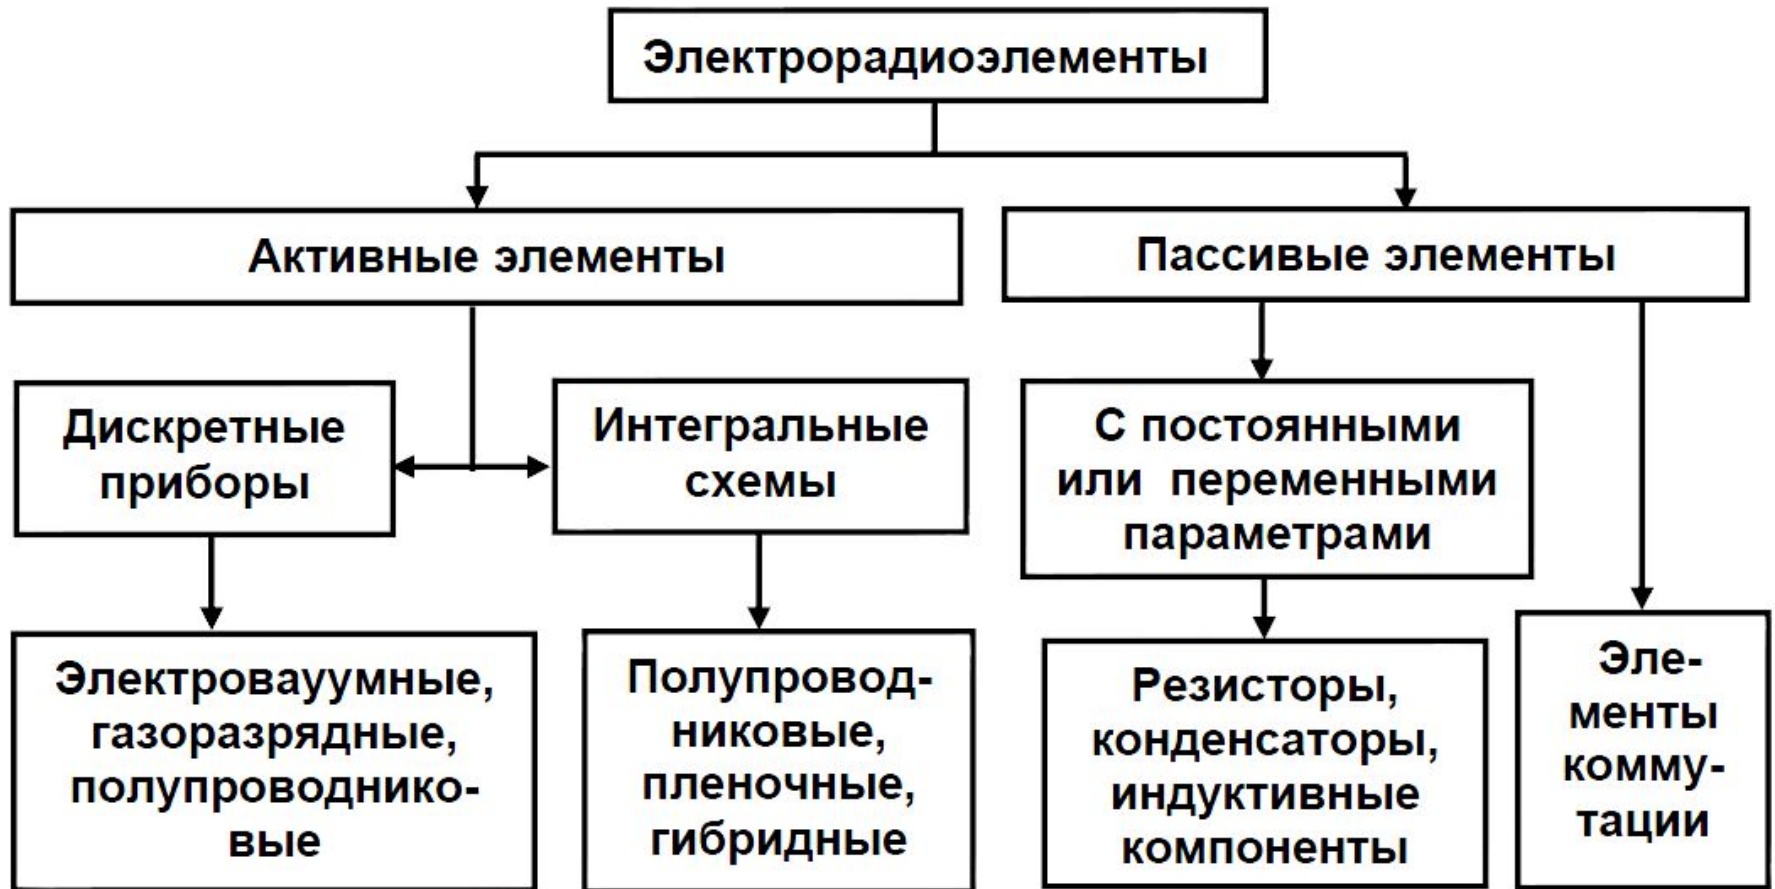 Электрорадиоэлементы
Активные элементы
Пассивые элементы
Дискретные
приборы
Интегральные
схемы
С постоянными
или переменными
параметрами
Электровауумные,
газоразрядные,
полупроводнико-
вые
Полупровод-
никовые,
пленочные,
гибридные
Резисторы,
конденсаторы,
индуктивные
компоненты
Эле-
менты
комму-
тации